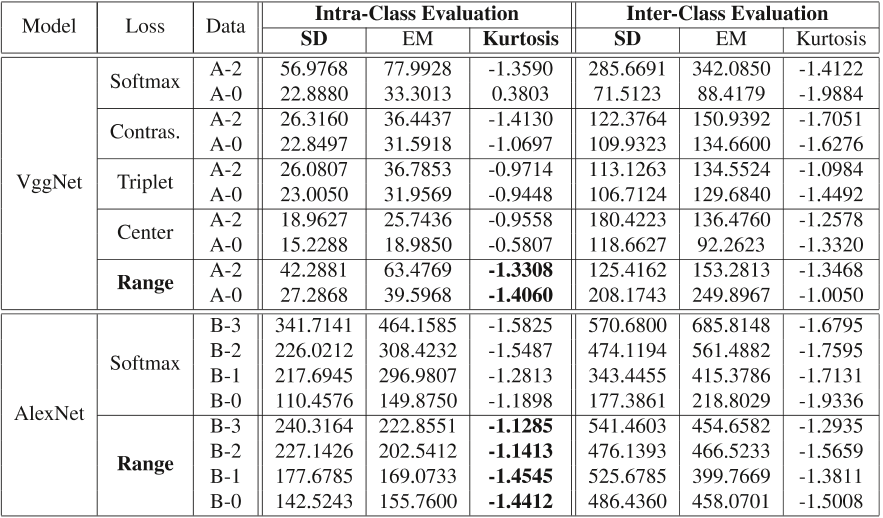 Model Loss Data Intra-Class Evaluation Inter-Class Evaluation
SD EM Kurtosis SD EM Kurtosis
VggNet Softmax A-2 56.9768 77.9928 -1.3590 285.6691 342.0850 -1.4122
A-0 22.8880 33.3013 0.3803 71.5123 88.4179 -1.9884
Contras. A-2 26.3160 36.4437 -1.4130 122.3764 150.9392 -1.7051
A-0 22.8497 31.5918 -1.0697 109.9323 134.6600 -1.6276
Triplet A-2 26.0807 36.7853 -0.9714 113.1263 134.5524 -1.0984
A-0 23.0050 31.9569 -0.9448 106.7124 129.6840 -1.4492
Center A-2 18.9627 25.7436 -0.9558 180.4223 136.4760 -1.2578
A-0 15.2288 18.9850 -0.5807 118.6627 92.2623 -1.3320
Range A-2 42.2881 63.4769 -1.3308 125.4162 153.2813 -1.3468
A-0 27.2868 39.5968 -1.4060 208.1743 249.8967 -1.0050
AlexNet Softmax B-3 341.7141 464.1585 -1.5825 570.6800 685.8148 -1.6795
B-2 226.0212 308.4232 -1.5487 474.1194 561.4882 -1.7595
B-1 217.6945 296.9807 -1.2813 343.4455 415.3786 -1.7131
B-0 110.4576 149.8750 -1.1898 177.3861 218.8029 -1.9336
Range B-3 240.3164 222.8551 -1.1285 541.4603 454.6582 -1.2935
B-2 227.1426 202.5412 -1.1413 476.1393 466.5233 -1.5659
B-1 177.6785 169.0733 -1.4545 525.6785 399.7669 -1.3811
B-0 142.5243 155.7600 -1.4412 486.4360 458.0701 -1.5008